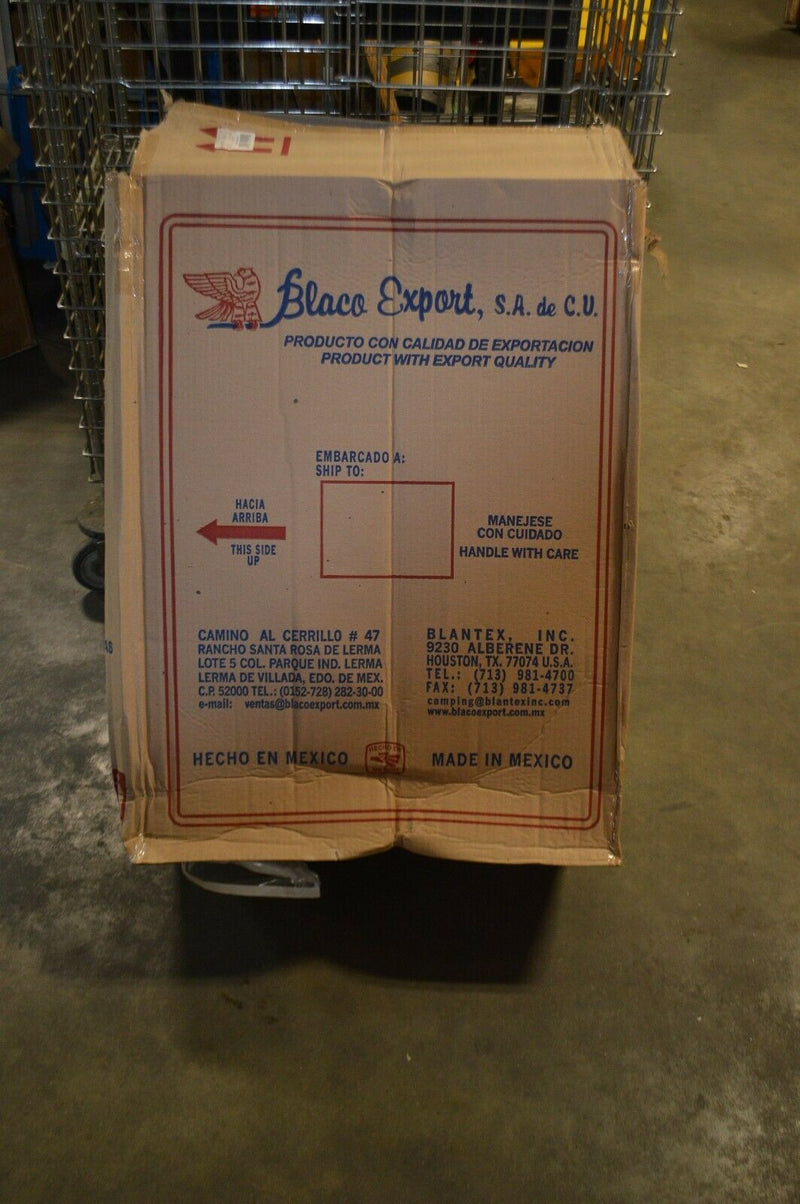 Blaco Export, S.A. de C.V.
PRODUCTO CON CALIDAD DE EXPORTACION
PRODUCT WITH EXPORT QUALITY
EMBARCADO A:
SHIP TO:
HACIA
ARRIBA
THIS SIDE
UP
MANEJESE
CON CUIDADO
HANDLE WITH CARE
CAMINO AL CERRILLO # 47
RANCHO SANTA ROSA DE LERMA
LOTE 5 COL. PARQUE IND. LERMA
LERMA DE VILLADA, EDO. DE MEX.
C.P. 52000 TEL.: (0152-728) 282-30-00
e-mail: ventas@blacoexport.com.mx
BLANTEX, INC.
9230 ALBERENE DR.
HOUSTON, TX. 77074 U.S.A.
TEL.: (713) 981-4700
FAX: (713) 981-4737
camping@blantexinc.com
www.blacoexport.com.mx
HECHO EN MEXICO
HECHO EN
MADE IN MEXICO